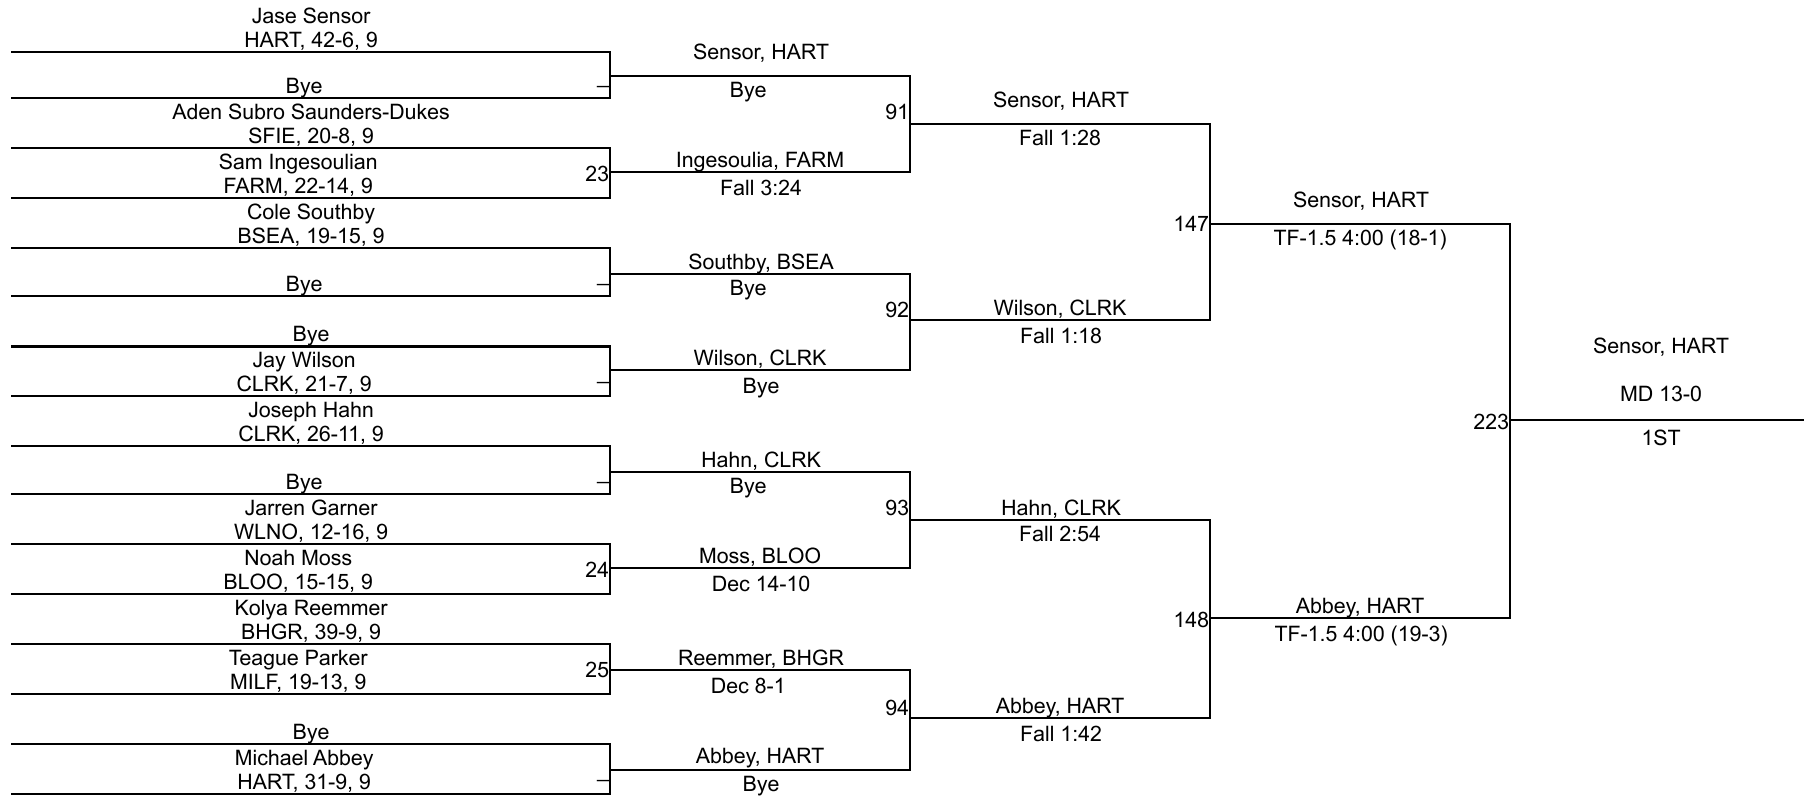 Jase Sensor
HART, 42-6, 9
Bye
Aden Subro Saunders-Dukes
SFIE, 20-8, 9
Sam Ingesoulian
FARM, 22-14, 9
Cole Southby
BSEA, 19-15, 9
Bye
Bye
Jay Wilson
CLRK, 21-7, 9
Joseph Hahn
CLRK, 26-11, 9
Bye
Jarren Garner
WLNO, 12-16, 9
Noah Moss
BLOO, 15-15, 9
Kolya Reemmer
BHGR, 39-9, 9
Teague Parker
MILF, 19-13, 9
Bye
Michael Abbey
HART, 31-9, 9
Sensor, HART
Bye
23
Ingesoulia, FARM
Fall 3:24
Southby, BSEA
Bye
Wilson, CLRK
Bye
Hahn, CLRK
Bye
24
Moss, BLOO
Dec 14-10
25
Reemmer, BHGR
Dec 8-1
Abbey, HART
Bye
91
Sensor, HART
Fall 1:28
92
Wilson, CLRK
Fall 1:18
93
Hahn, CLRK
Fall 2:54
94
Abbey, HART
Fall 1:42
147
Sensor, HART
TF-1.5 4:00 (18-1)
148
Abbey, HART
TF-1.5 4:00 (19-3)
223
Sensor, HART
MD 13-0
1ST